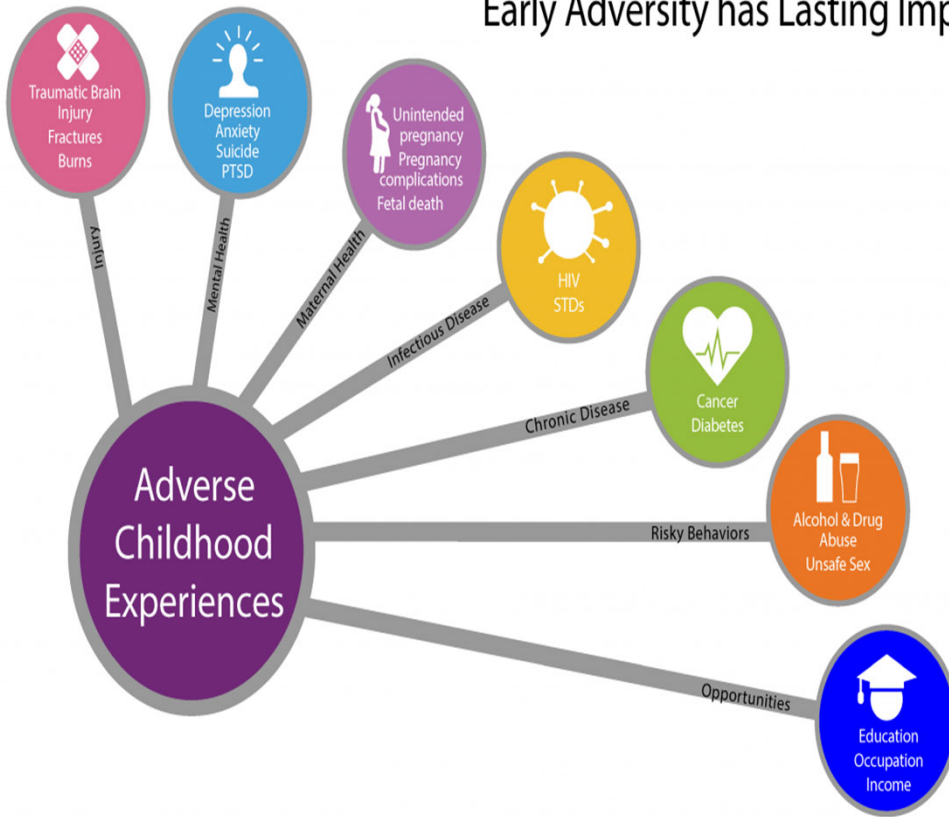 Early Adversity has Lasting Imp
Traumatic Brain
Injury
Fractures
Burns
Injury
Depression
Anxiety
Suicide
PTSD
Mental Health
Unintended
pregnancy
Pregnancy
complications
Fetal death
Maternal Health
HIV
STDs
Infectious Disease
Cancer
Diabetes
Chronic Disease
Alcohol & Drug
Abuse
Unsafe Sex
Risky Behaviors
Education
Occupation
Income
Opportunities
Adverse
Childhood
Experiences